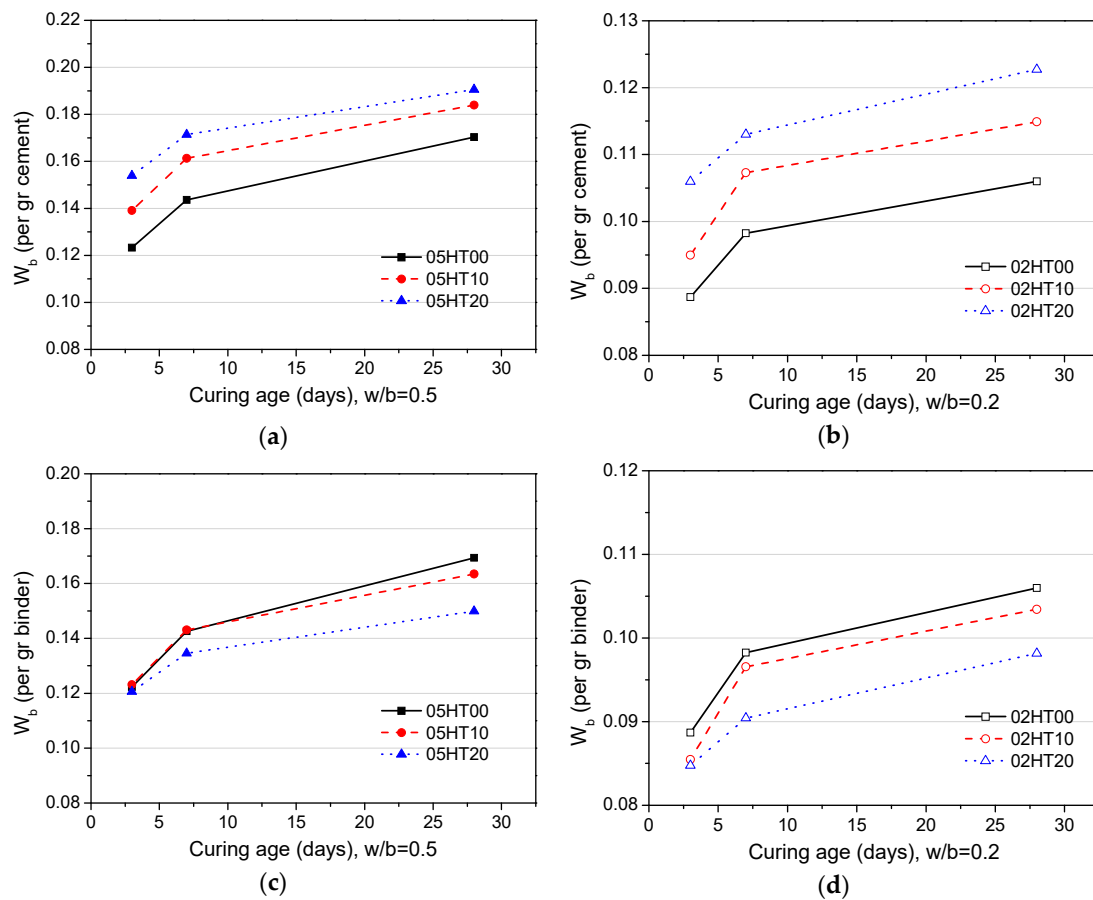 0.22
0.20
0.18
0.16
0.14
0.12
0.10
0.08
W_b (per gr cement)
05HT00
05HT10
05HT20
0 5 10 15 20 25 30
Curing age (days), w/b=0.5
(a)
0.13
0.12
0.11
0.10
0.09
0.08
W_b (per gr cement)
02HT00
02HT10
02HT20
0 5 10 15 20 25 30
Curing age (days), w/b=0.2
(b)
0.20
0.18
0.16
0.14
0.12
0.10
0.08
W_b (per gr binder)
05HT00
05HT10
05HT20
0 5 10 15 20 25 30
Curing age (days), w/b=0.5
(c)
0.12
0.11
0.10
0.09
0.08
W_b (per gr binder)
02HT00
02HT10
02HT20
0 5 10 15 20 25 30
Curing age (days), w/b=0.2
(d)